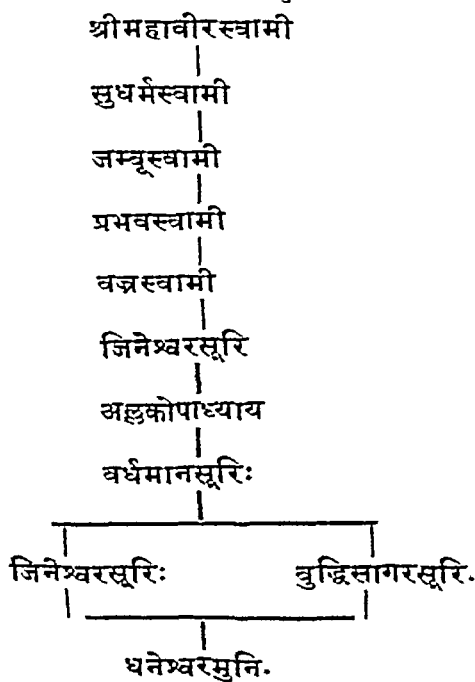 श्रीमहावीरस्वामी
सुधर्मस्वामी
जम्वूस्वामी
प्रभवस्वामी
वज्रस्वामी
जिनेश्वरसूरि
अल्लकोपाध्याय
वर्धमानसूरिः
जिनेश्वरसूरिः वुद्धिसागरसूरि.
धनेश्वरमुनि.